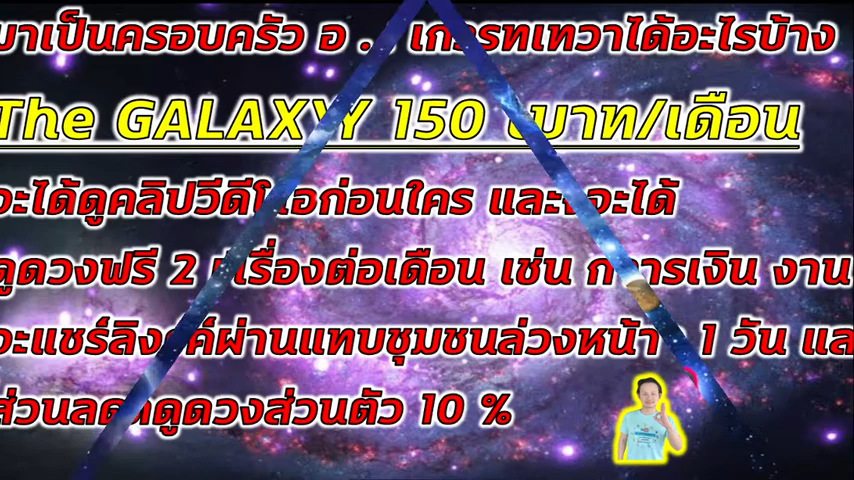 มาเป็นครอบครัว อ . เทวาได้อะไรบ้าง
The GALAXY 150 บาท/เดือน
จะได้ดูคลิปวีดีโอก่อนใคร และจะได้
ดูดวงฟรี 2 เรื่องต่อเดือน เช่น การเงิน งาน
จะแชร์ลิงค์ผ่านแทบชุมชนล่วงหน้า 1 วัน และ
ส่วนลดดูดวงส่วนตัว 10 %